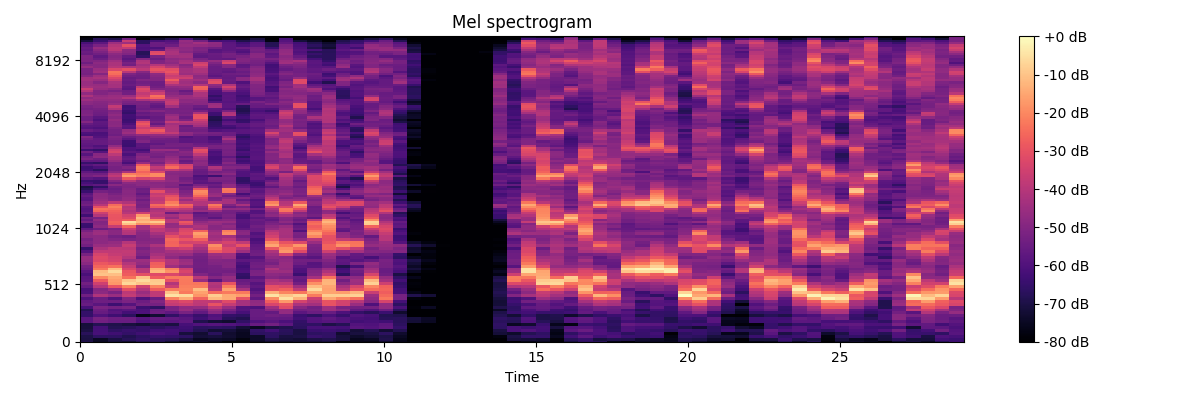 Mel spectrogram
8192
4096
2048
1024
512
0
Hz
0 5 10 15 20 25
Time
+0 dB
-10 dB
-20 dB
-30 dB
-40 dB
-50 dB
-60 dB
-70 dB
-80 dB